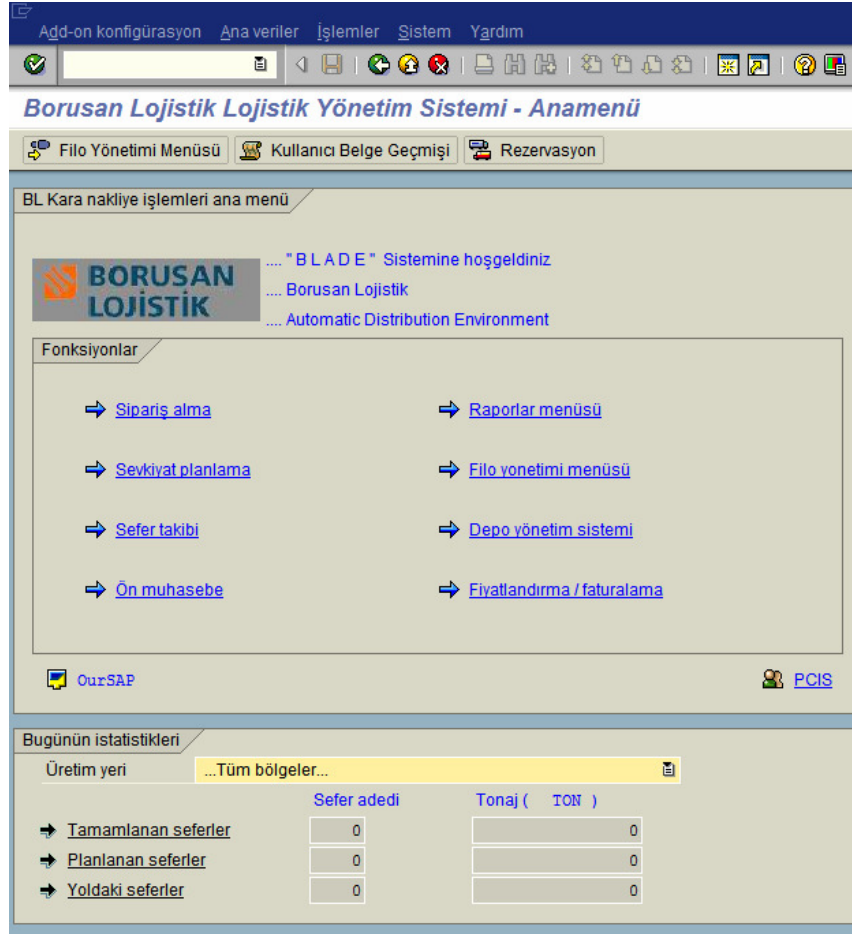 Add-on konfigürasyon Ana veriler İşlemler Sistem Yardım
Borusan Lojistik Lojistik Yönetim Sistemi - Anamenü
Filo Yönetimi Menüsü Kullanıcı Belge Geçmişi Rezervasyon
BL Kara nakliye işlemleri ana menü
BORUSAN
LOJİSTİK
.... "B L A D E" Sistemine hoşgeldiniz
.... Borusan Lojistik
.... Automatic Distribution Environment
Fonksiyonlar
Sipariş alma Raporlar menüsü
Sevkiyat planlama Filo yonetimi menüsü
Sefer takibi Depo yönetim sistemi
Ön muhasebe Fiyatlandırma / faturalama
OurSAP PCIS
Bugünün istatistikleri
Üretim yeri ...Tüm bölgeler...
Sefer adedi Tonaj ( TON )
Tamamlanan seferler 0 0
Planlanan seferler 0 0
Yoldaki seferler 0 0